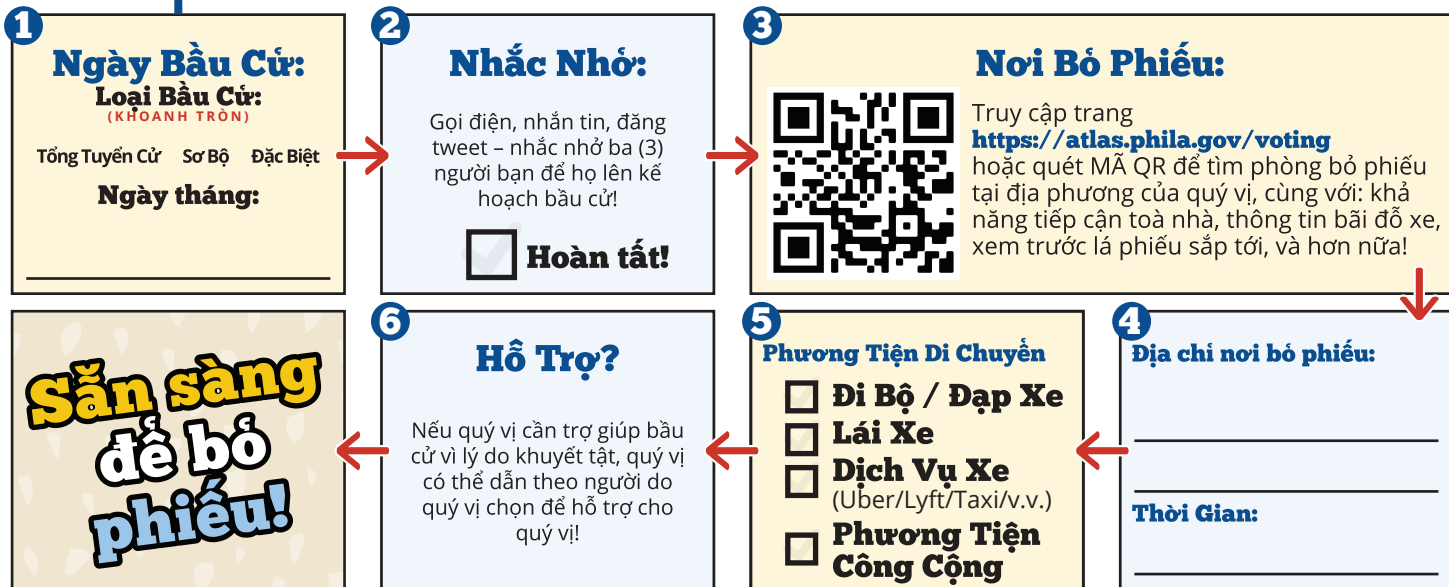 1
Ngày Bầu Cử:
Loại Bầu Cử:
(KHOANH TRÒN)
Tổng Tuyển Cử Sơ Bộ Đặc Biệt
Ngày tháng:
2
Nhắc Nhở:
Gọi điện, nhắn tin, đăng
tweet – nhắc nhở ba (3)
người bạn để họ lên kế
hoạch bầu cử!
Hoàn tất!
3
Nơi Bỏ Phiếu:
Truy cập trang
https://atlas.phila.gov/voting
hoặc quét MÃ QR để tìm phòng bỏ phiếu
tại địa phương của quý vị, cùng với: khả
năng tiếp cận toà nhà, thông tin bãi đỗ xe,
xem trước lá phiếu sắp tới, và hơn nữa!
4
Địa chỉ nơi bỏ phiếu:
Thời Gian:
5
Phương Tiện Di Chuyển
Đi Bộ / Đạp Xe
Lái Xe
Dịch Vụ Xe
(Uber/Lyft/Taxi/v.v.)
Phương Tiện
Công Cộng
6
Hỗ Trợ?
Nếu quý vị cần trợ giúp bầu
cử vì lý do khuyết tật, quý vị
có thể dẫn theo người do
quý vị chọn để hỗ trợ cho
quý vị!
Sẵn sàng
để bỏ
phiếu!